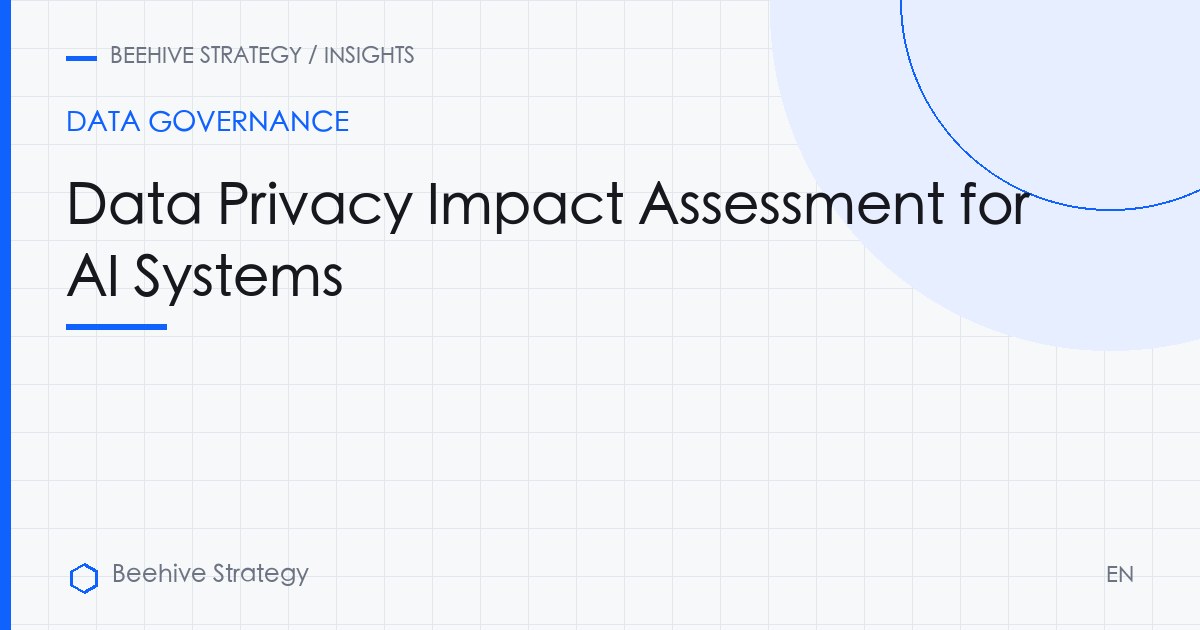 BEEHIVE STRATEGY / INSIGHTS
DATA GOVERNANCE
Data Privacy Impact Assessment for
AI Systems
Beehive Strategy
EN